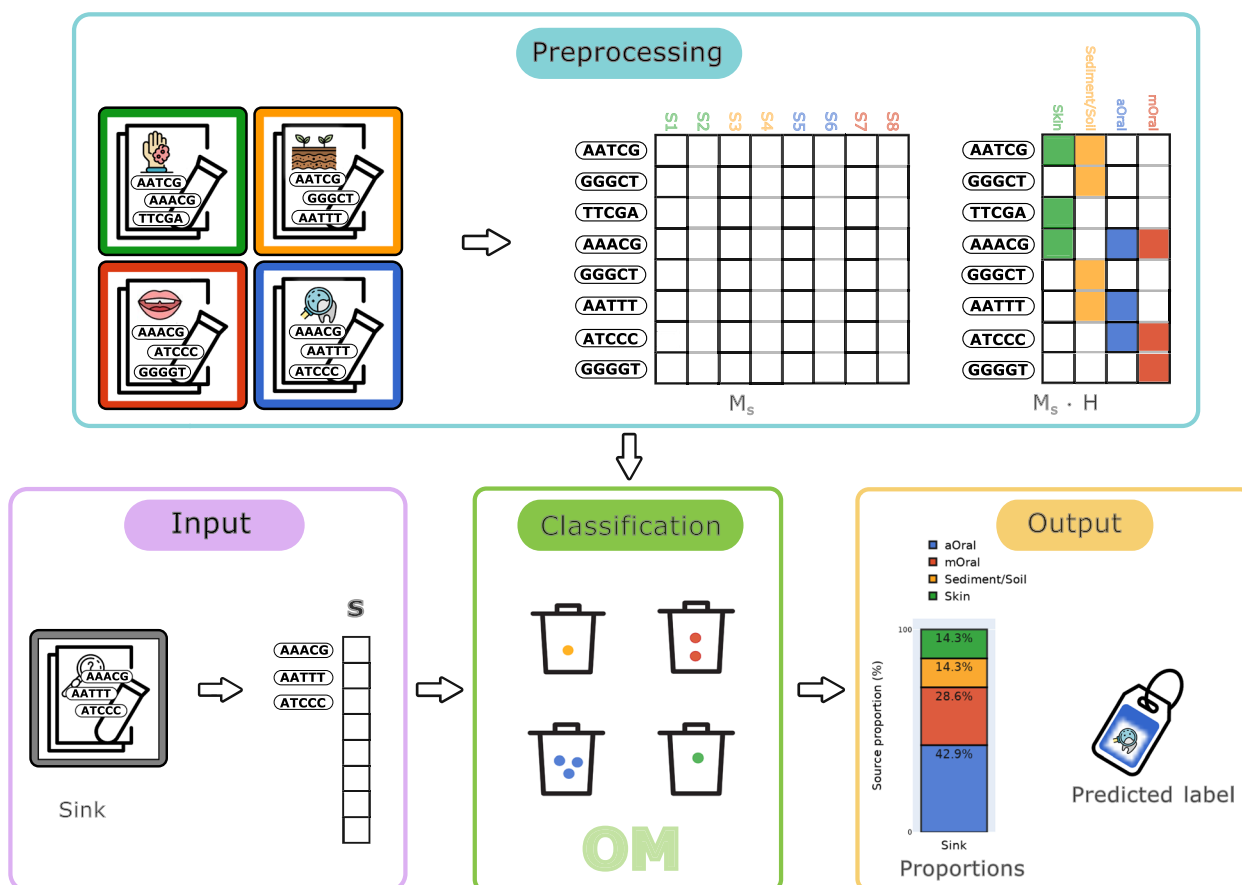 Preprocessing
AATCG
AAACG
TTCGA
AATCG
GGGCT
AATTT
AAACG
ATCCC
GGGGT
AAACG
AATTT
ATCCC
S1 S2 S3 S4 S5 S6 S7 S8
AATCG
GGGCT
TTCGA
AAACG
GGGCT
AATTT
ATCCC
GGGGT
Ms
Skin Sediment/Soil aOral mOral
AATCG
GGGCT
TTCGA
AAACG
GGGCT
AATTT
ATCCC
GGGGT
Ms · H
Input
?
AAACG
AATTT
ATCCC
Sink
S
AAACG
AATTT
ATCCC
Classification
OM
Output
aOral
mOral
Sediment/Soil
Skin
Source proportion (%)
100
0
14.3%
14.3%
28.6%
42.9%
Sink
Proportions
Predicted label